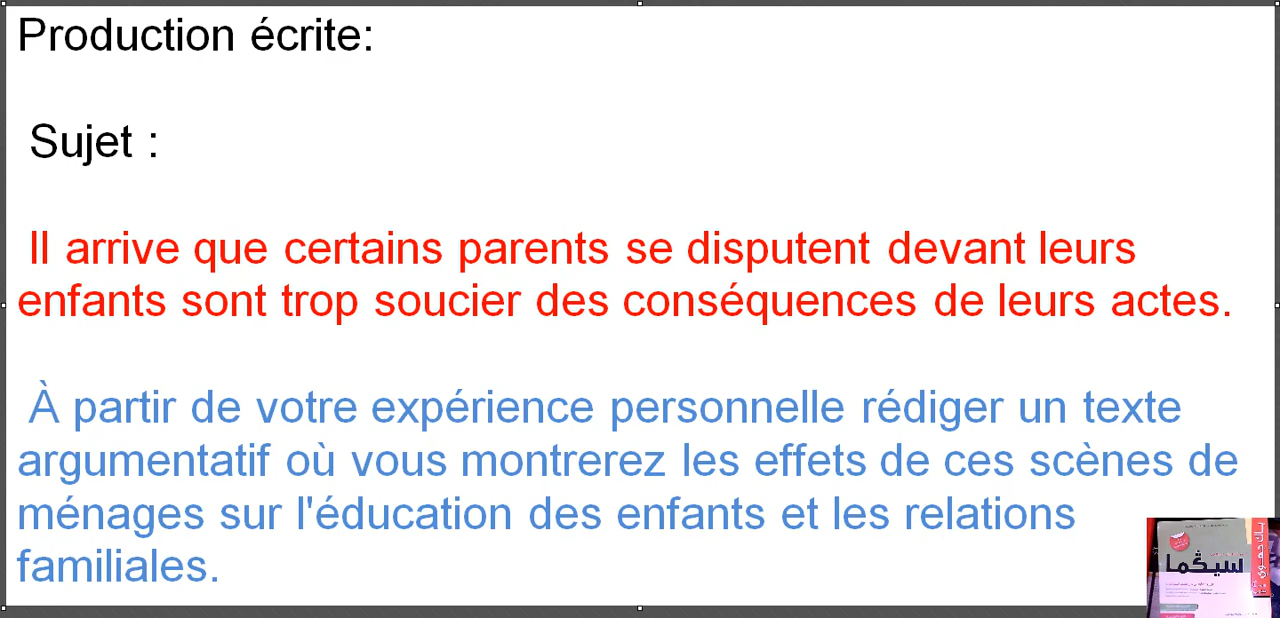 Production écrite:
Sujet :
Il arrive que certains parents se disputent devant leurs
enfants sont trop soucier des conséquences de leurs actes.
À partir de votre expérience personnelle rédiger un texte
argumentatif où vous montrerez les effets de ces scènes de
ménages sur l'éducation des enfants et les relations
familiales.
سيكما